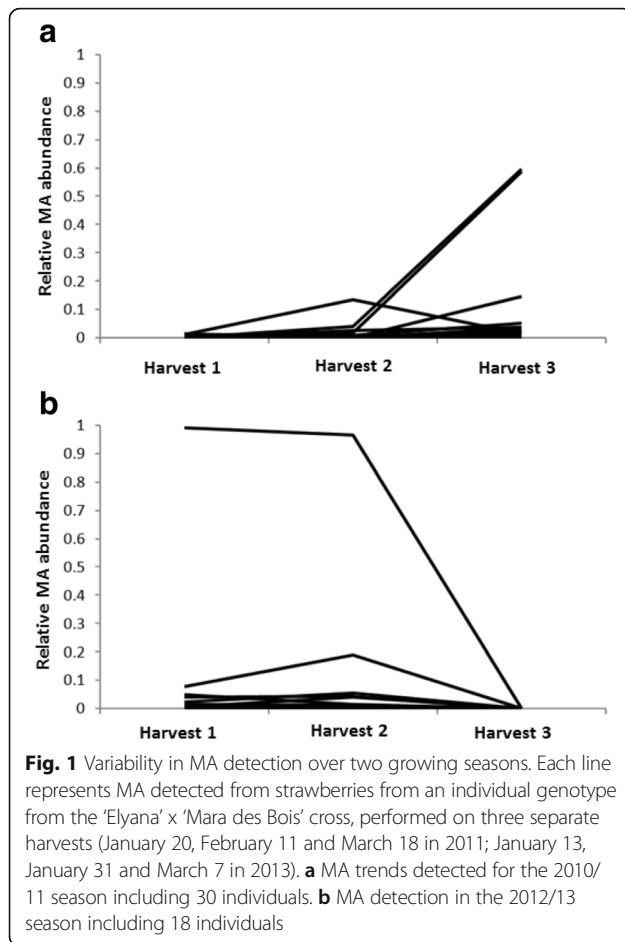 a
1
0.9
0.8
0.7
0.6
0.5
0.4
0.3
0.2
0.1
0
Relative MA abundance
Harvest 1 Harvest 2 Harvest 3
b
1
0.9
0.8
0.7
0.6
0.5
0.4
0.3
0.2
0.1
0
Relative MA abundance
Harvest 1 Harvest 2 Harvest 3
Fig. 1 Variability in MA detection over two growing seasons. Each line
represents MA detected from strawberries from an individual genotype
from the ‘Elyana’ x ‘Mara des Bois’ cross, performed on three separate
harvests (January 20, February 11 and March 18 in 2011; January 13,
January 31 and March 7 in 2013). a MA trends detected for the 2010/
11 season including 30 individuals. b MA detection in the 2012/13
season including 18 individuals